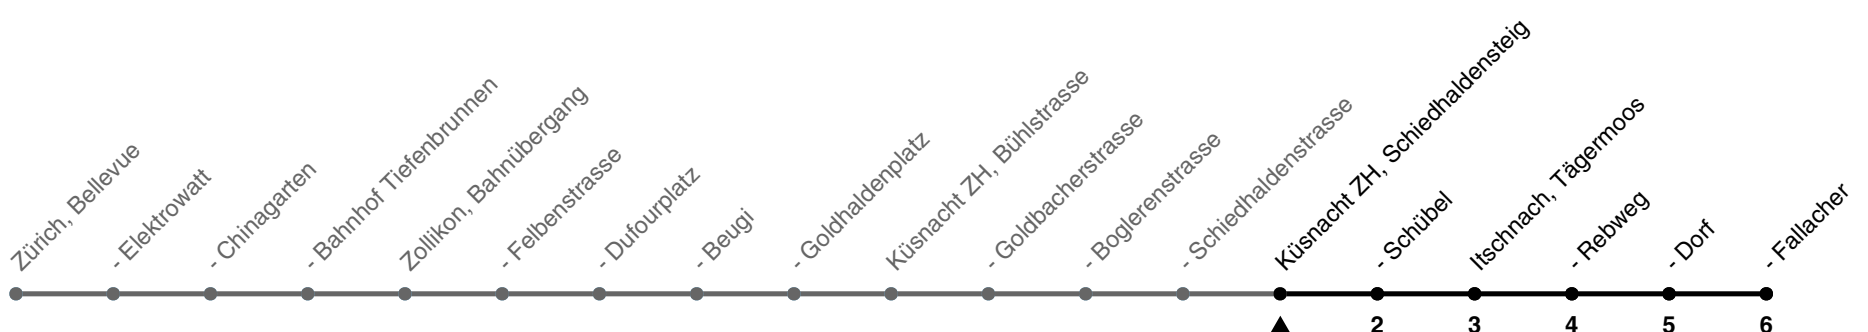 Zürich, Bellevue
- Elektrowatt
- Chinagarten
- Bahnhof Tiefenbrunnen
Zollikon, Bahnübergang
- Felbenstrasse
- Dufourplatz
- Beugi
- Goldhaldenplatz
Küsnacht ZH, Bühlstrasse
- Goldbacherstrasse
- Boglerenstrasse
- Schiedhaldenstrasse
Küsnacht ZH, Schiedhaldensteig
- Schübel
Itschnach, Tägermoos
- Rebweg
- Dorf
- Fallacher
2 3 4 5 6